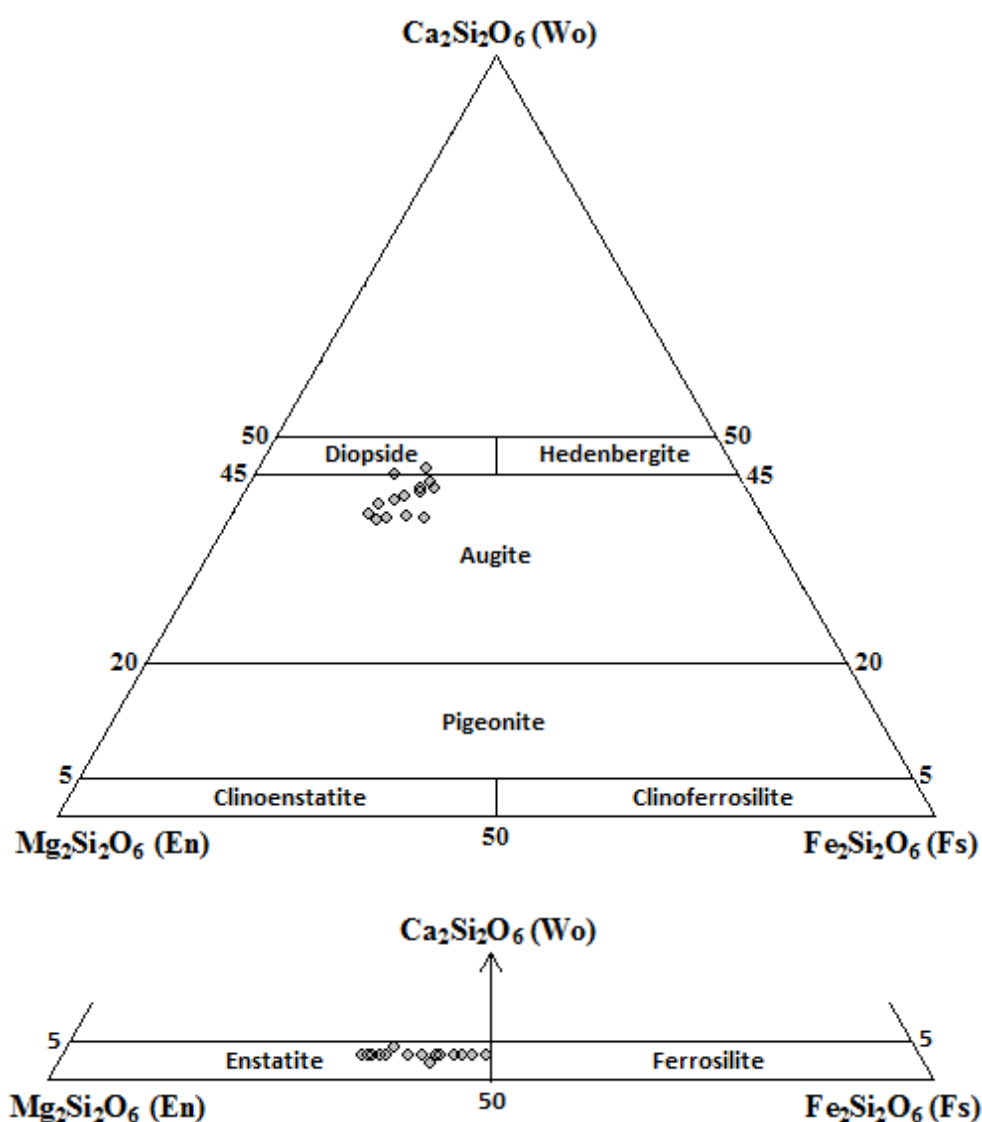 Ca₂Si₂O₆ (Wo)
50 Diopside Hedenbergite 50
45 45
Augite
20 20
Pigeonite
5 5
Clinoenstatite Clinoferrosilite
Mg₂Si₂O₆ (En) 50 Fe₂Si₂O₆ (Fs)
Ca₂Si₂O₆ (Wo)
5 5
Enstatite Ferrosilite
Mg₂Si₂O₆ (En) 50 Fe₂Si₂O₆ (Fs)